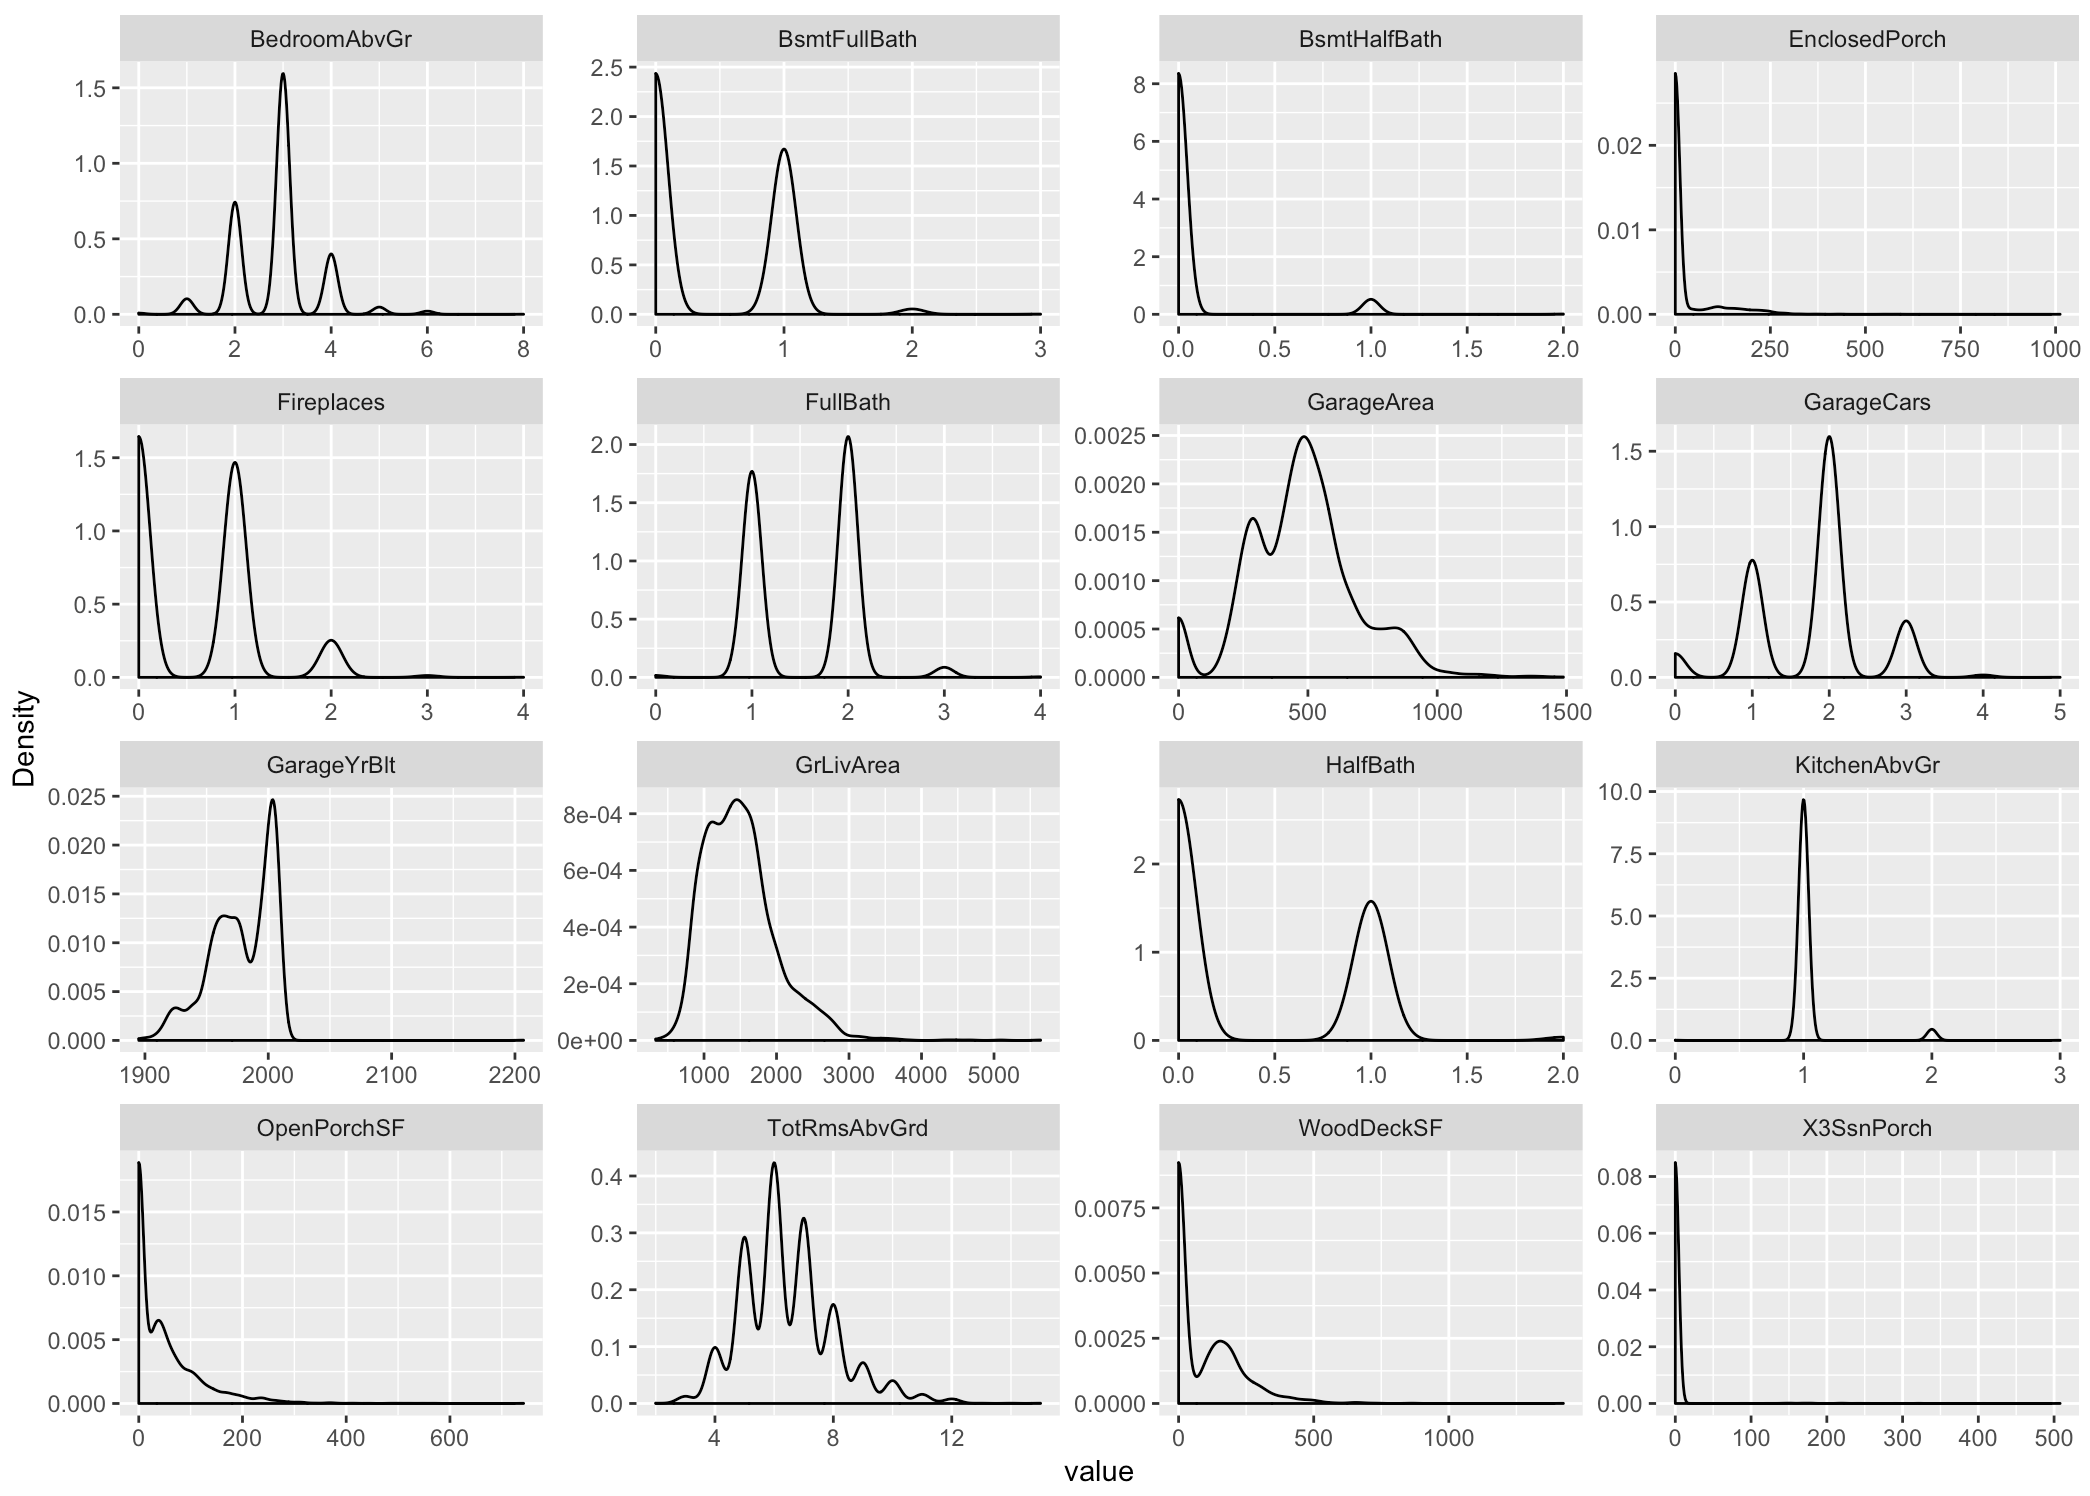 BedroomAbvGr BsmtFullBath BsmtHalfBath EnclosedPorch
1.5 1.0 0.5 0.0 2.5 2.0 1.5 1.0 0.5 0.0 8 6 4 2 0 0.02 0.01 0.00
0 2 4 6 8 0 1 2 3 0.0 0.5 1.0 1.5 2.0 0 250 500 750 1000
Fireplaces FullBath GarageArea GarageCars
1.5 1.0 0.5 0.0 2.0 1.5 1.0 0.5 0.0 0.0025 0.0020 0.0015 0.0010 0.0005 0.0000 1.5 1.0 0.5 0.0
0 1 2 3 4 0 1 2 3 4 0 500 1000 1500 0 1 2 3 4 5
Density
GarageYrBlt GrLivArea HalfBath KitchenAbvGr
0.025 0.020 0.015 0.010 0.005 0.000 8e-04 6e-04 4e-04 2e-04 0e+00 2 1 0 10.0 7.5 5.0 2.5 0.0
1900 2000 2100 2200 1000 2000 3000 4000 5000 0.0 0.5 1.0 1.5 2.0 0 1 2 3
OpenPorchSF TotRmsAbvGrd WoodDeckSF X3SsnPorch
0.015 0.010 0.005 0.000 0.4 0.3 0.2 0.1 0.0 0.0075 0.0050 0.0025 0.0000 0.08 0.06 0.04 0.02 0.00
0 200 400 600 4 8 12 0 500 1000 0 100 200 300 400 500
value